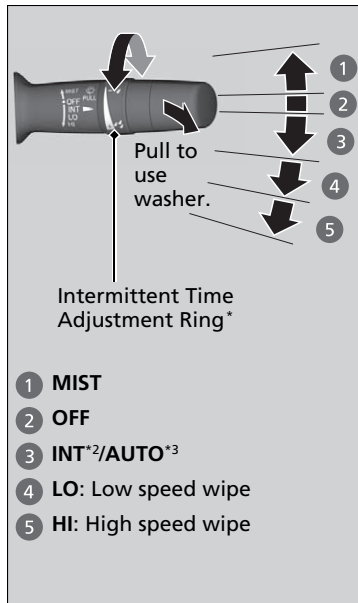 MIST
OFF PULL
INT
LO
HI
1
2
3
4
5
Pull to
use
washer.
Intermittent Time
Adjustment Ring*
1 MIST
2 OFF
3 INT*2/AUTO*3
4 LO: Low speed wipe
5 HI: High speed wipe